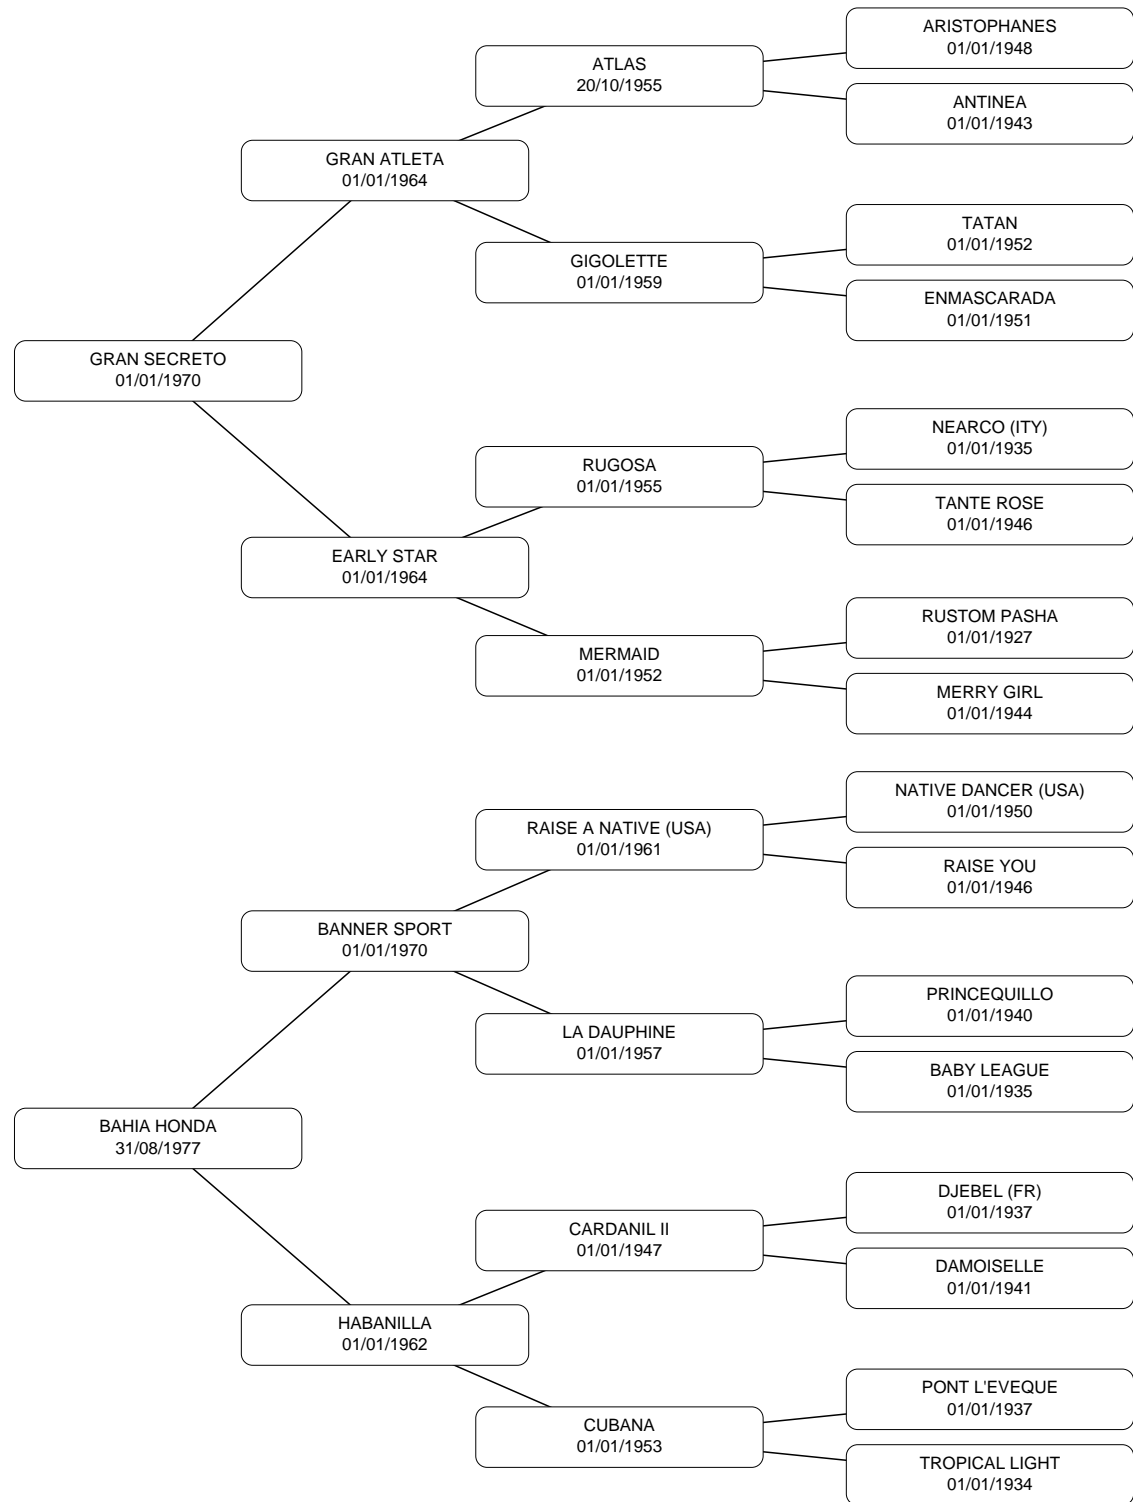 ARISTOPHANES
01/01/1948
ATLAS
20/10/1955
ANTINEA
01/01/1943
GRAN ATLETA
01/01/1964
TATAN
01/01/1952
GIGOLETTE
01/01/1959
ENMASCARADA
01/01/1951
GRAN SECRETO
01/01/1970
NEARCO (ITY)
01/01/1935
RUGOSA
01/01/1955
TANTE ROSE
01/01/1946
EARLY STAR
01/01/1964
RUSTOM PASHA
01/01/1927
MERMAID
01/01/1952
MERRY GIRL
01/01/1944
NATIVE DANCER (USA)
01/01/1950
RAISE A NATIVE (USA)
01/01/1961
RAISE YOU
01/01/1946
BANNER SPORT
01/01/1970
PRINCEQUILLO
01/01/1940
LA DAUPHINE
01/01/1957
BABY LEAGUE
01/01/1935
BAHIA HONDA
31/08/1977
DJEBEL (FR)
01/01/1937
CARDANIL II
01/01/1947
DAMOISELLE
01/01/1941
HABANILLA
01/01/1962
PONT L'EVEQUE
01/01/1937
CUBANA
01/01/1953
TROPICAL LIGHT
01/01/1934